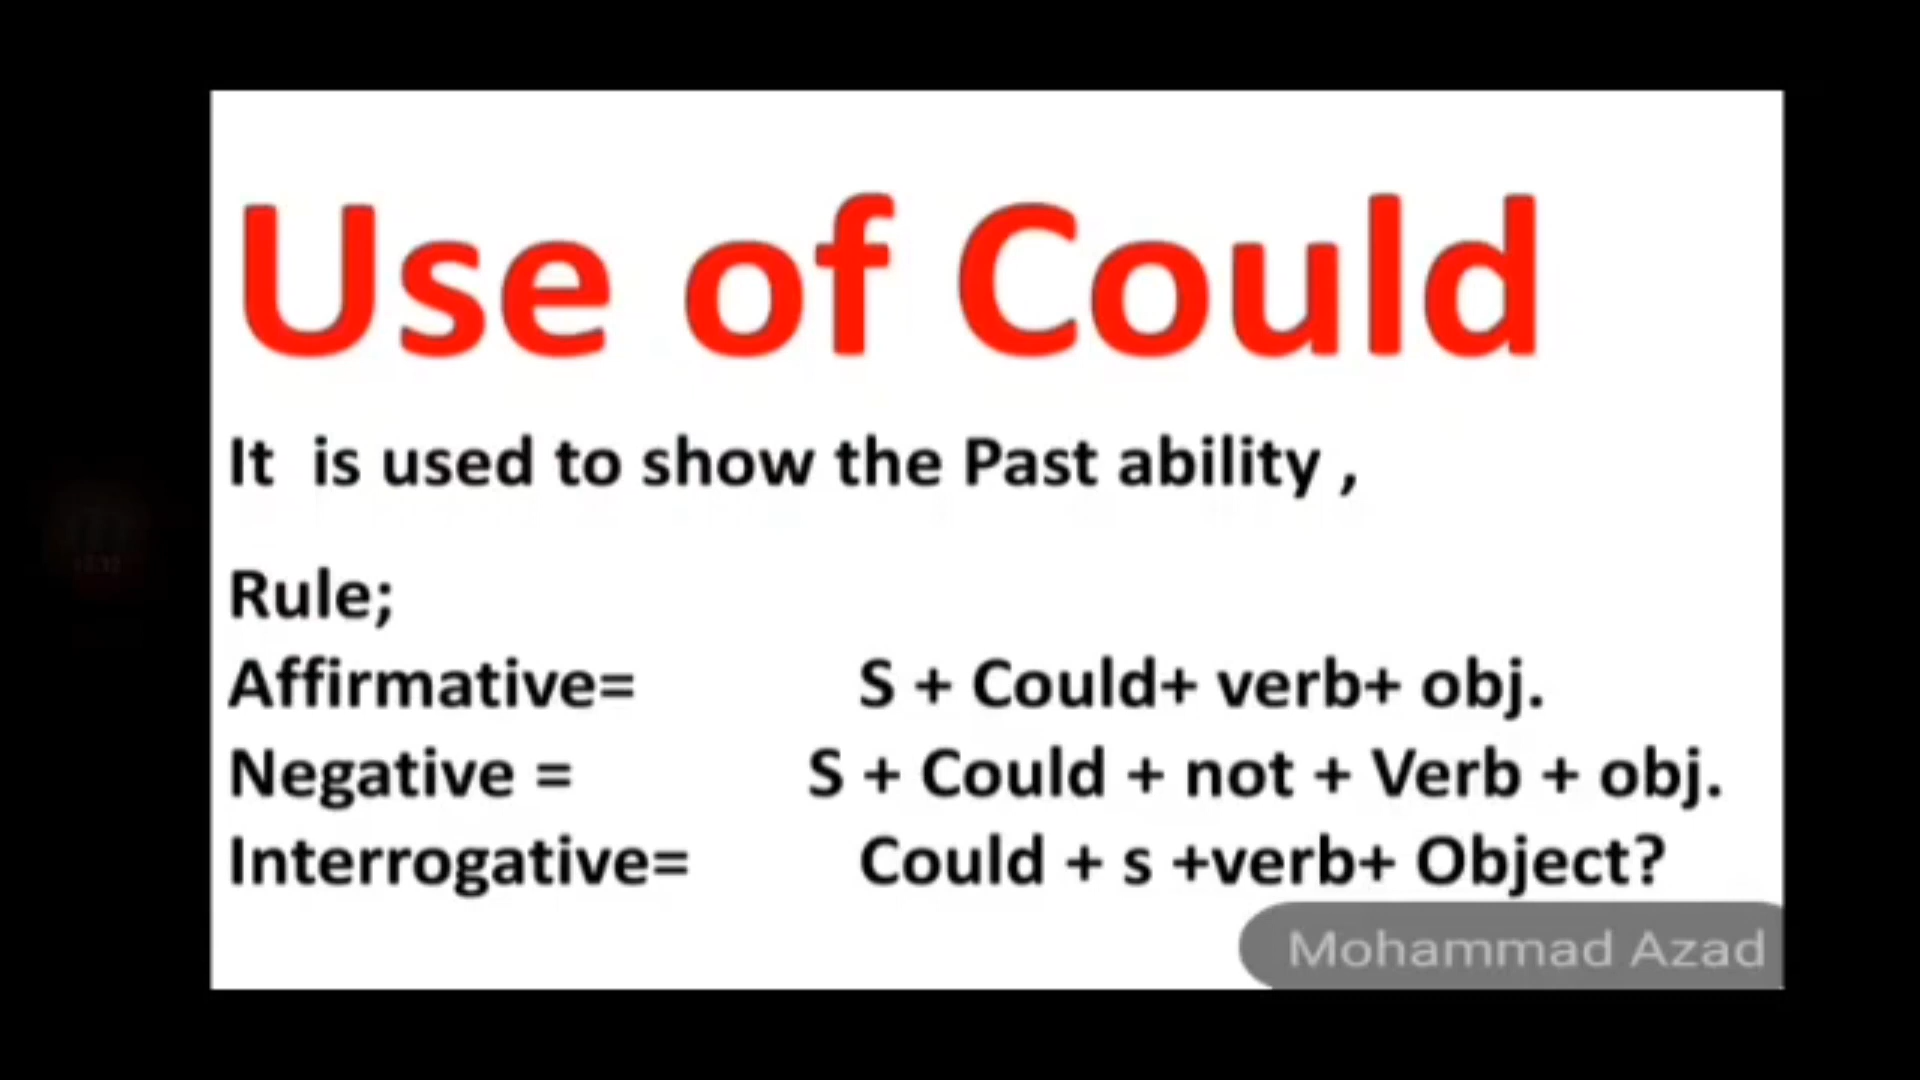 Use of Could
It is used to show the Past ability ,
Rule;
Affirmative= S + Could+ verb+ obj.
Negative = S + Could + not + Verb + obj.
Interrogative= Could + s +verb+ Object?
Mohammad Azad